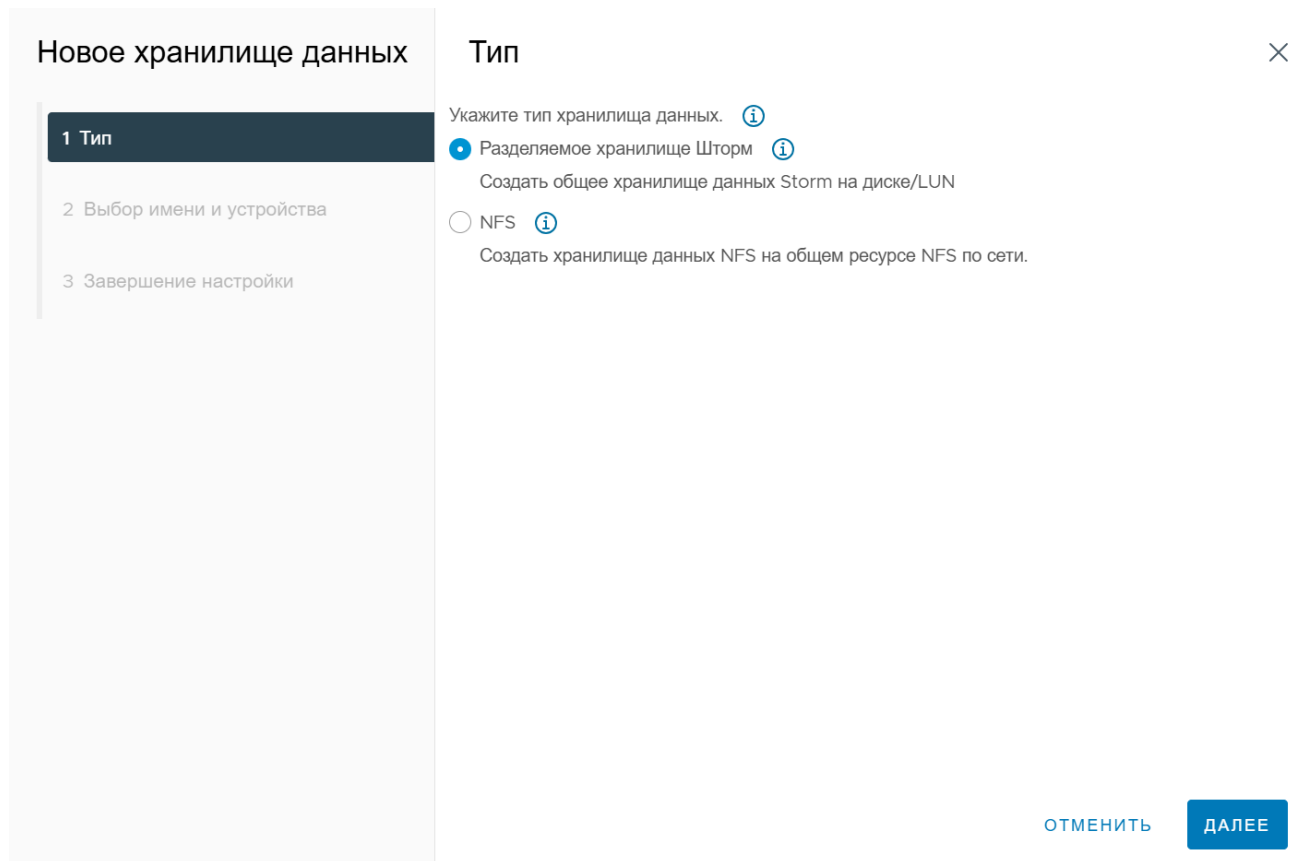 Новое хранилище данных
1 Тип
2 Выбор имени и устройства
3 Завершение настройки
Тип
Укажите тип хранилища данных.
Разделяемое хранилище Шторм
Создать общее хранилище данных Storm на диске/LUN
NFS
Создать хранилище данных NFS на общем ресурсе NFS по сети.
ОТМЕНИТЬ
ДАЛЕЕ